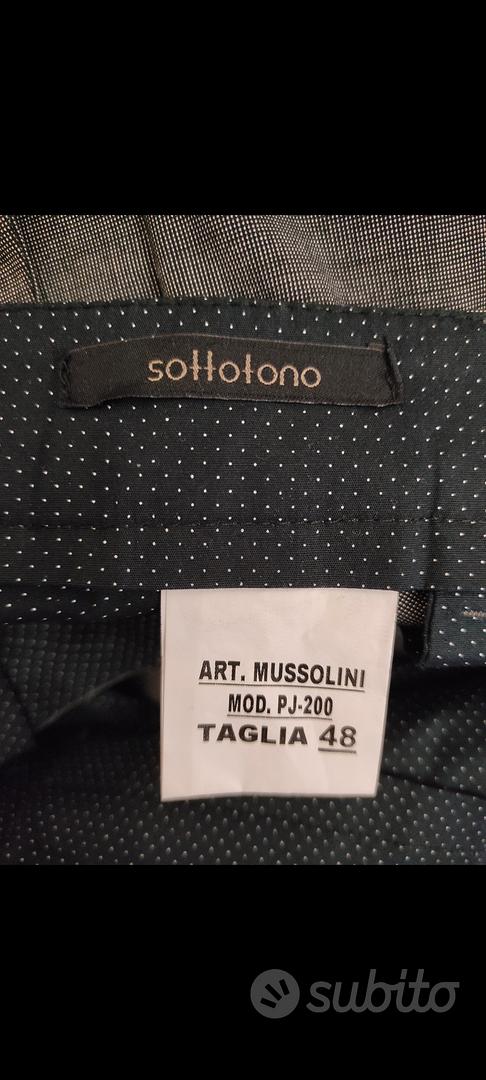 sottotono
ART. MUSSOLINI
MOD. PJ-200
TAGLIA 48
subito